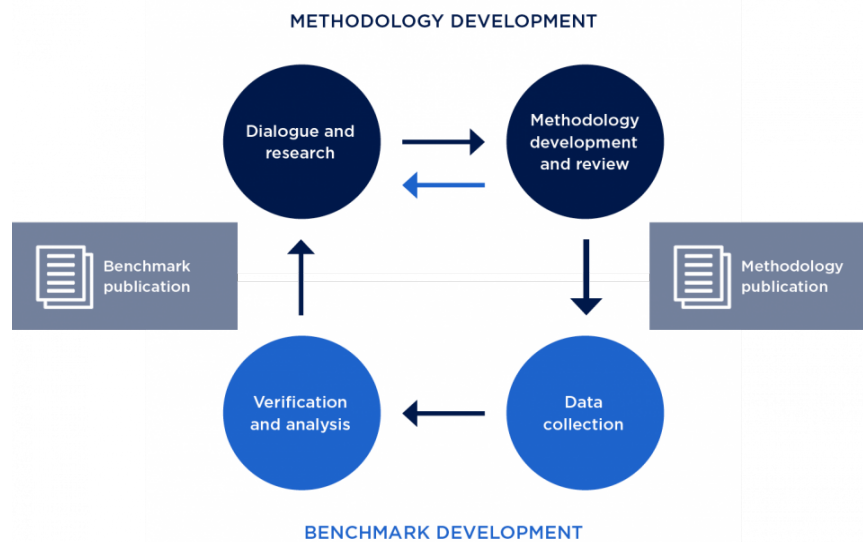 METHODOLOGY DEVELOPMENT
Dialogue and
research
Methodology
development
and review
Benchmark
publication
Methodology
publication
Verification
and analysis
Data
collection
BENCHMARK DEVELOPMENT